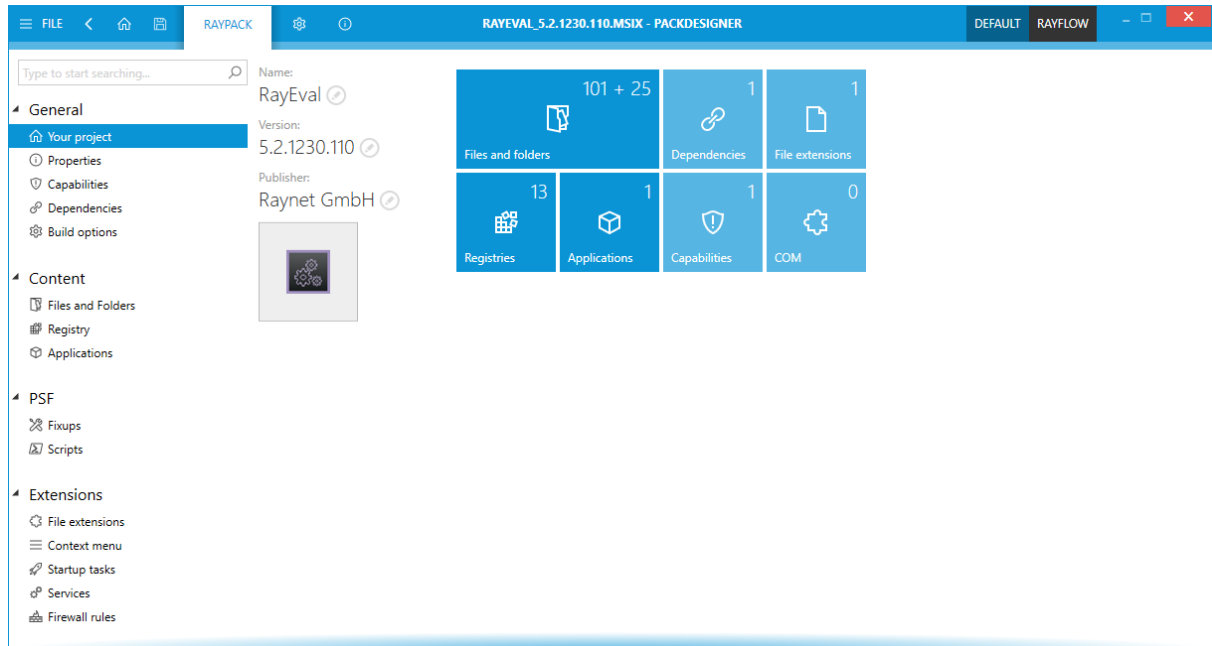 FILE
RAYPACK
RAYEVAL_5.2.1230.110.MSIX - PACKDESIGNER
DEFAULT
RAYFLOW
Type to start searching...
General
Your project
Properties
Capabilities
Dependencies
Build options
Content
Files and Folders
Registry
Applications
PSF
Fixups
Scripts
Extensions
File extensions
Context menu
Startup tasks
Services
Firewall rules
Name:
RayEval
Version:
5.2.1230.110
Publisher:
Raynet GmbH
101 + 25
Files and folders
1
Dependencies
1
File extensions
13
Registries
1
Applications
1
Capabilities
0
COM